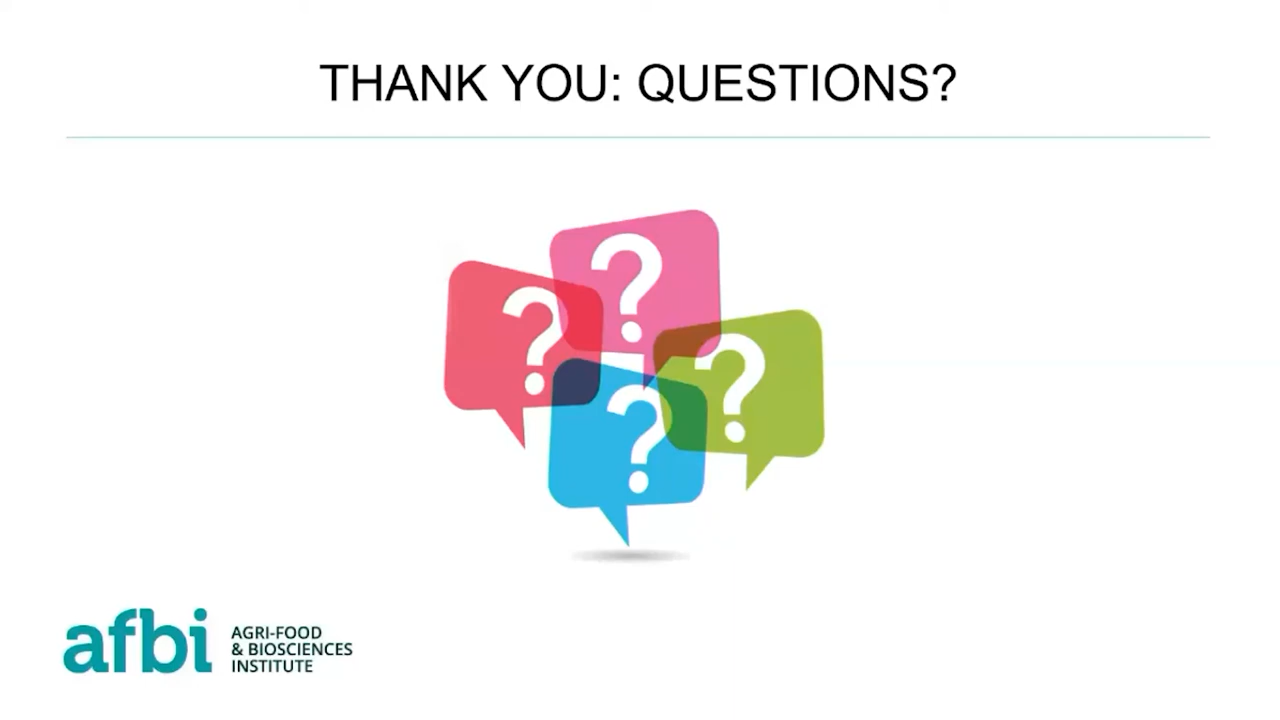 THANK YOU: QUESTIONS?
?
?
?
?
afbi
AGRI-FOOD
& BIOSCIENCES
INSTITUTE